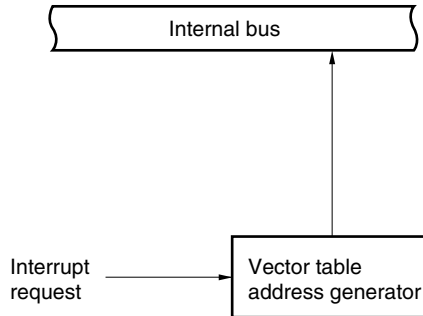 Internal bus
Interrupt
request
Vector table
address generator